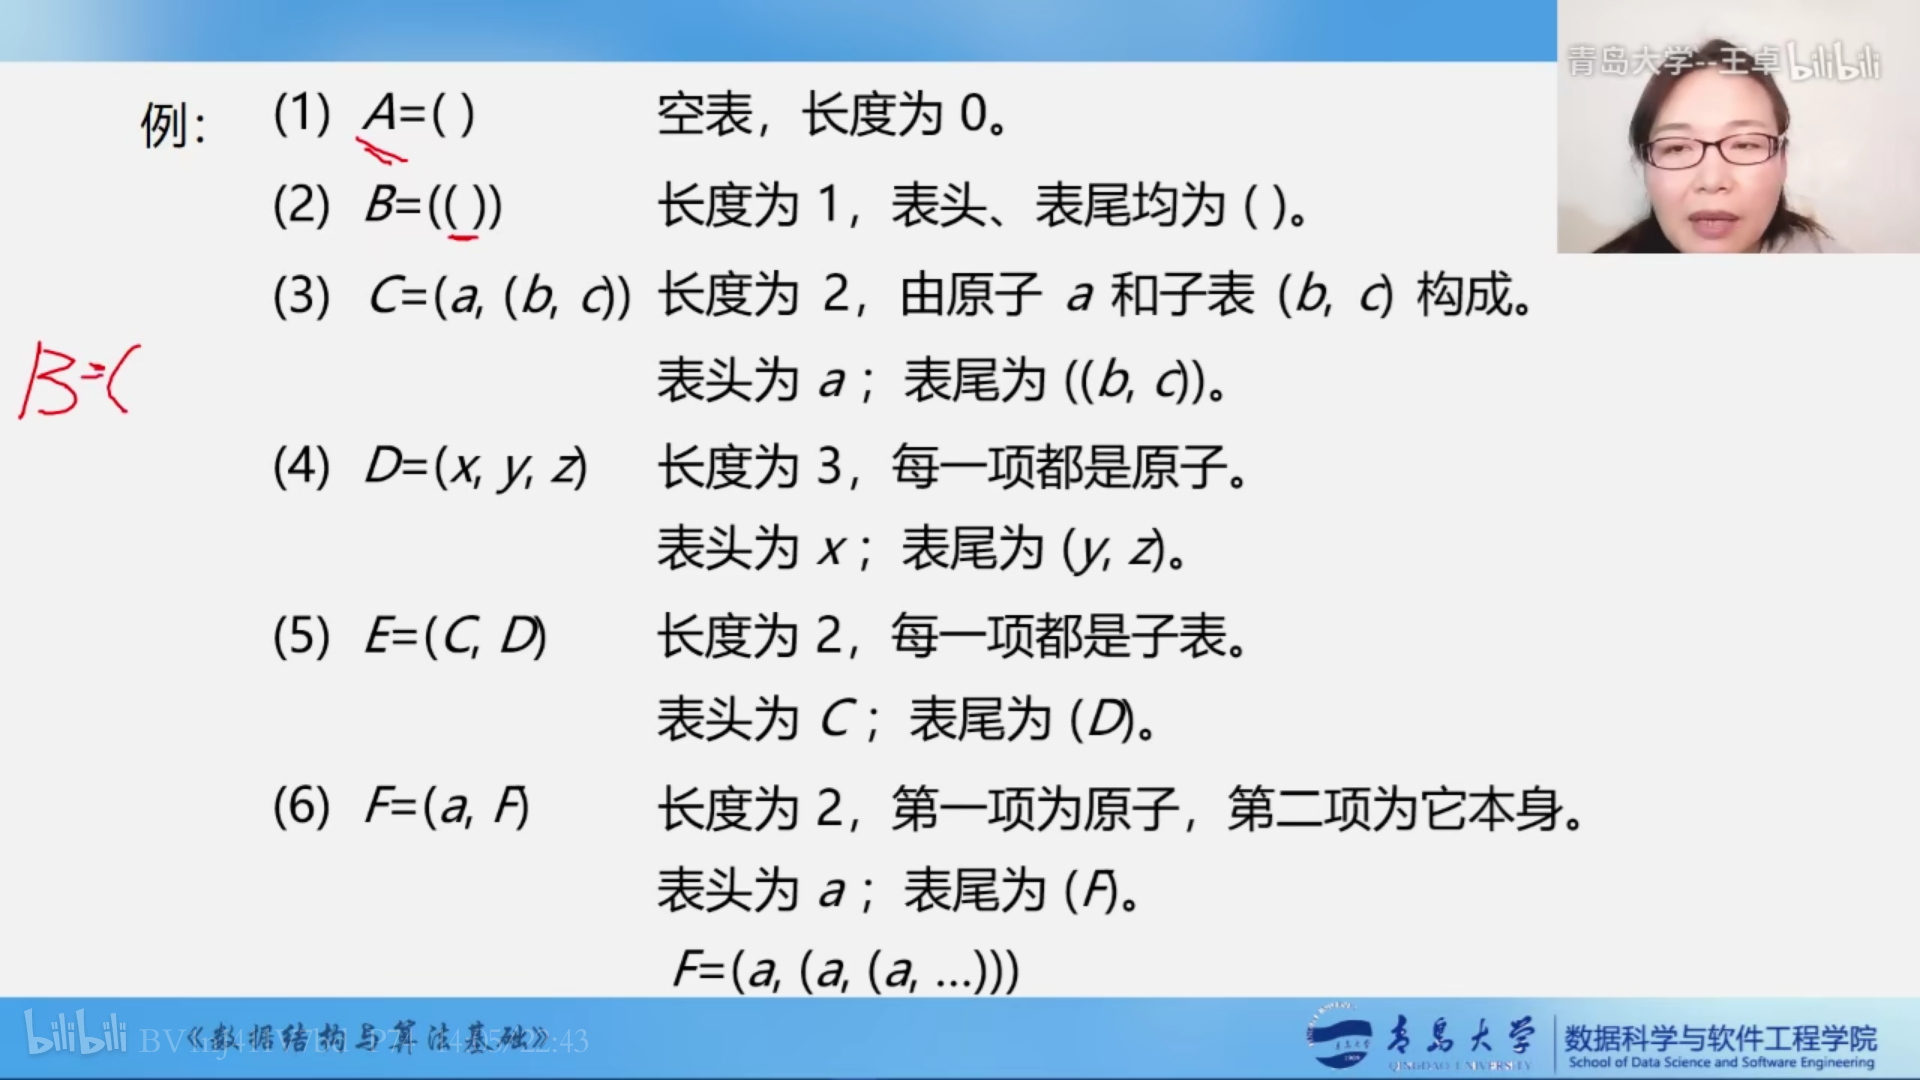 青岛大学--王卓 bilibili
例： (1) A=( ) 空表，长度为 0。
(2) B=(( )) 长度为 1，表头、表尾均为 ( )。
(3) C=(a, (b, c)) 长度为 2，由原子 a 和子表 (b, c) 构成。
B=(
表头为 a；表尾为 ((b, c))。
(4) D=(x, y, z) 长度为 3，每一项都是原子。
表头为 x；表尾为 (y, z)。
(5) E=(C, D) 长度为 2，每一项都是子表。
表头为 C；表尾为 (D)。
(6) F=(a, F) 长度为 2，第一项为原子，第二项为它本身。
表头为 a；表尾为 (F)。
F=(a, (a, (a, …)))
bilibili
《数据结构与算法基础》
青岛大学
QINGDAO UNIVERSITY
数据科学与软件工程学院
School of Data Science and Software Engineering